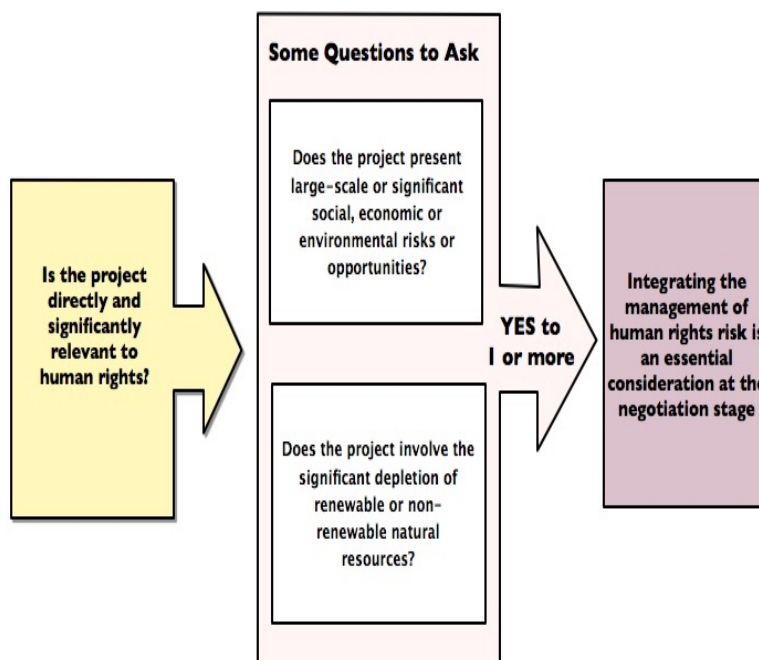 Is the project
directly and
significantly
relevant to
human rights?
Some Questions to Ask
Does the project present
large-scale or significant
social, economic or
environmental risks or
opportunities?
Does the project involve the
significant depletion of
renewable or non-
renewable natural
resources?
YES to
1 or more
Integrating the
management of
human rights risk is
an essential
consideration at the
negotiation stage